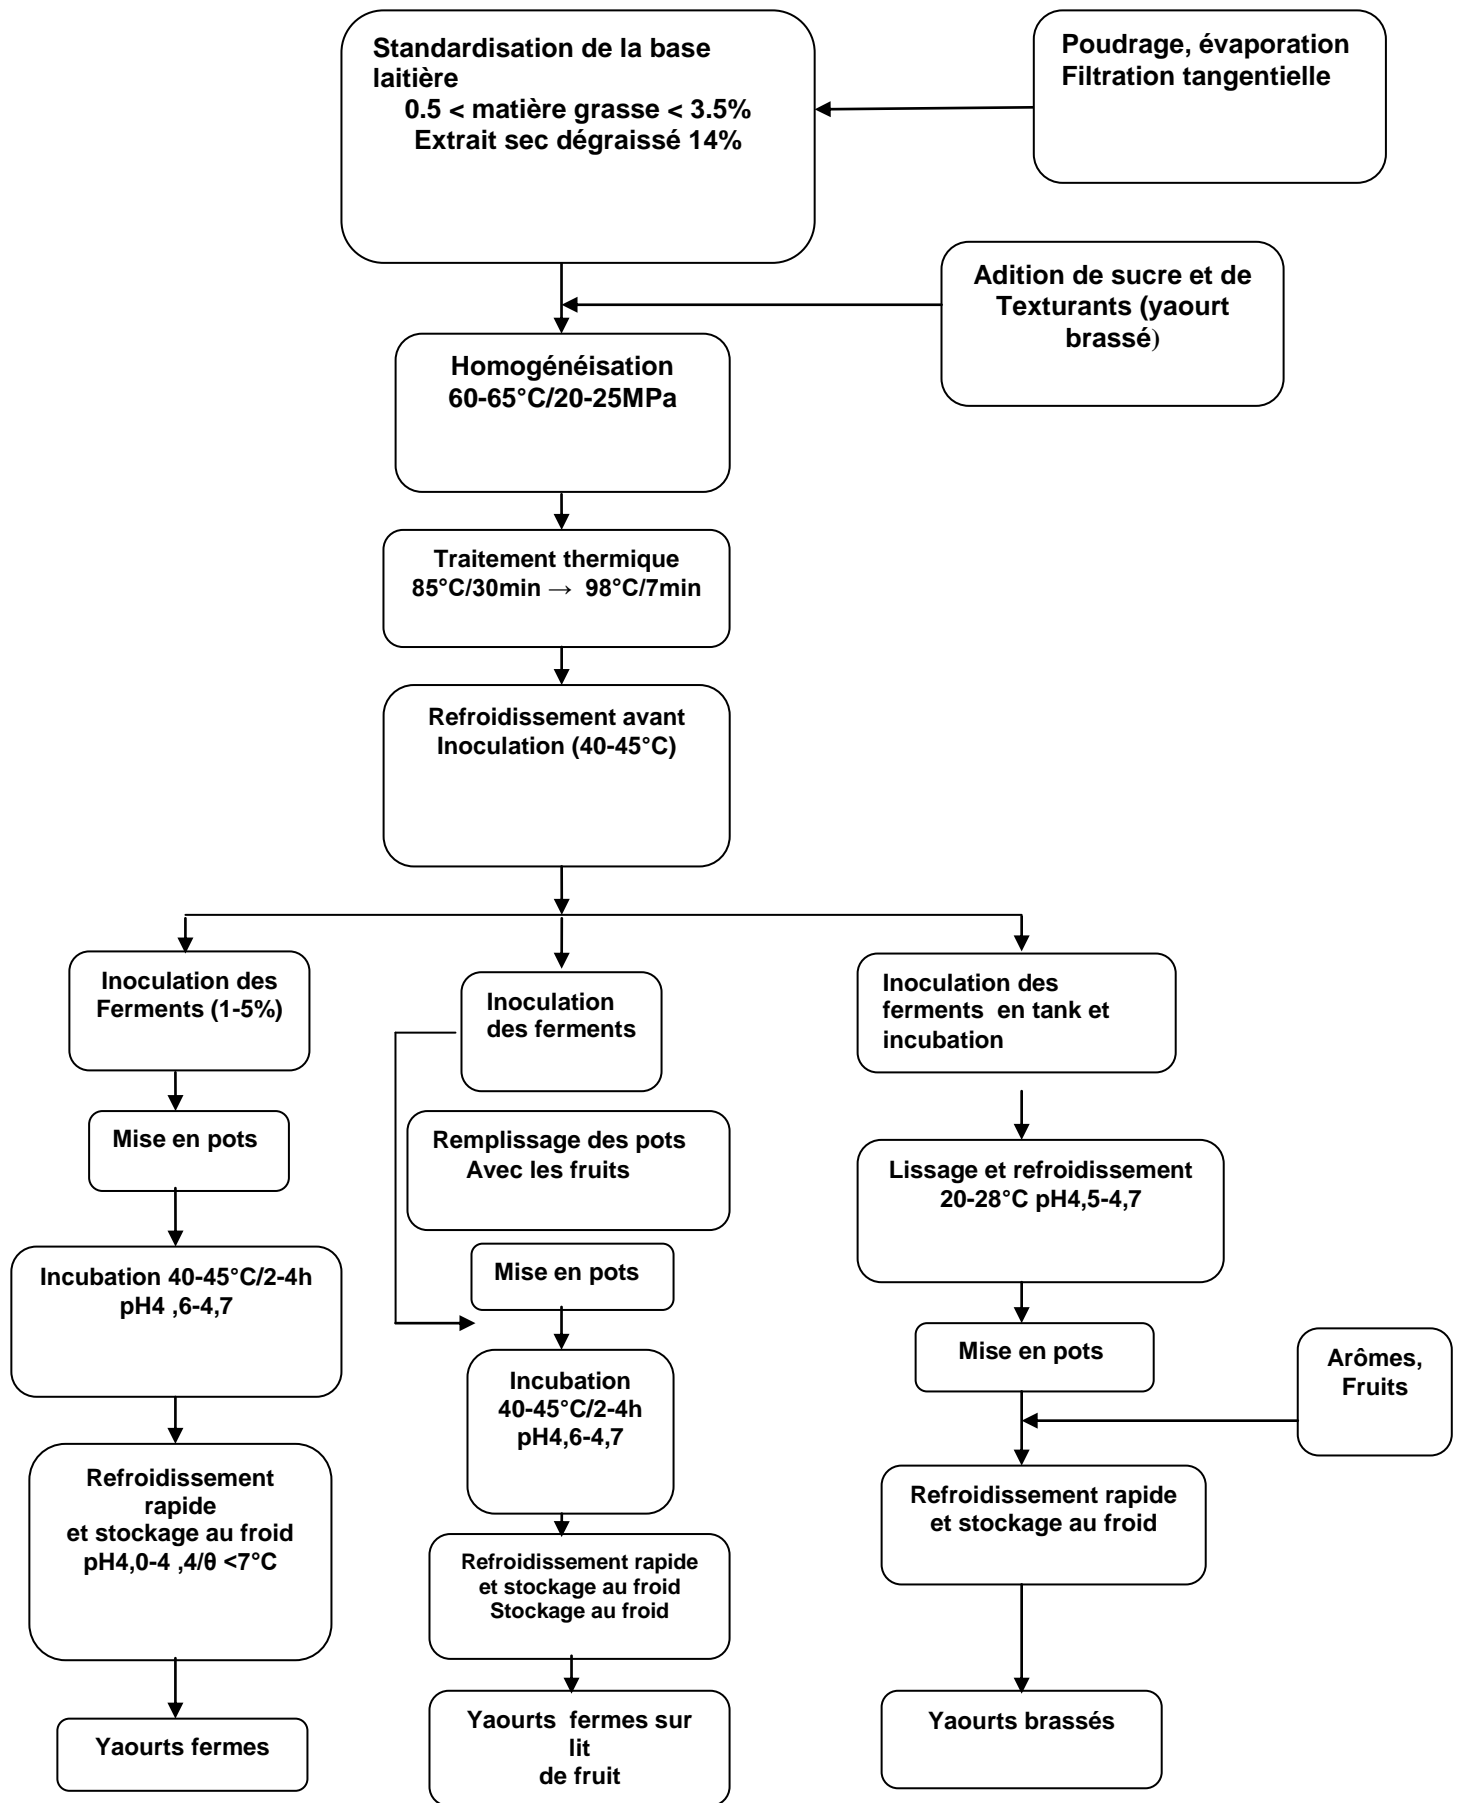 Standardisation de la base
laitière
0.5 < matière grasse < 3.5%
Extrait sec dégraissé 14%
Poudrage, évaporation
Filtration tangentielle
Adition de sucre et de
Texturants (yaourt
brassé)
Homogénéisation
60-65°C/20-25MPa
Traitement thermique
85°C/30min → 98°C/7min
Refroidissement avant
Inoculation (40-45°C)
Inoculation des
Ferments (1-5%)
Mise en pots
Incubation 40-45°C/2-4h
pH4 ,6-4,7
Refroidissement
rapide
et stockage au froid
pH4,0-4 ,4/θ <7°C
Yaourts fermes
Inoculation
des ferments
Remplissage des pots
Avec les fruits
Mise en pots
Incubation
40-45°C/2-4h
pH4,6-4,7
Refroidissement rapide
et stockage au froid
Stockage au froid
Yaourts fermes sur
lit
de fruit
Inoculation des
ferments en tank et
incubation
Lissage et refroidissement
20-28°C pH4,5-4,7
Mise en pots
Arômes,
Fruits
Refroidissement rapide
et stockage au froid
Yaourts brassés